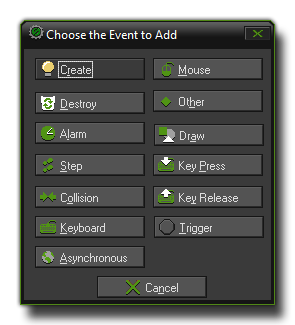 Choose the Event to Add
Create
Mouse
Destroy
Other
Alarm
Draw
Step
Key Press
Collision
Key Release
Keyboard
Trigger
Asynchronous
Cancel